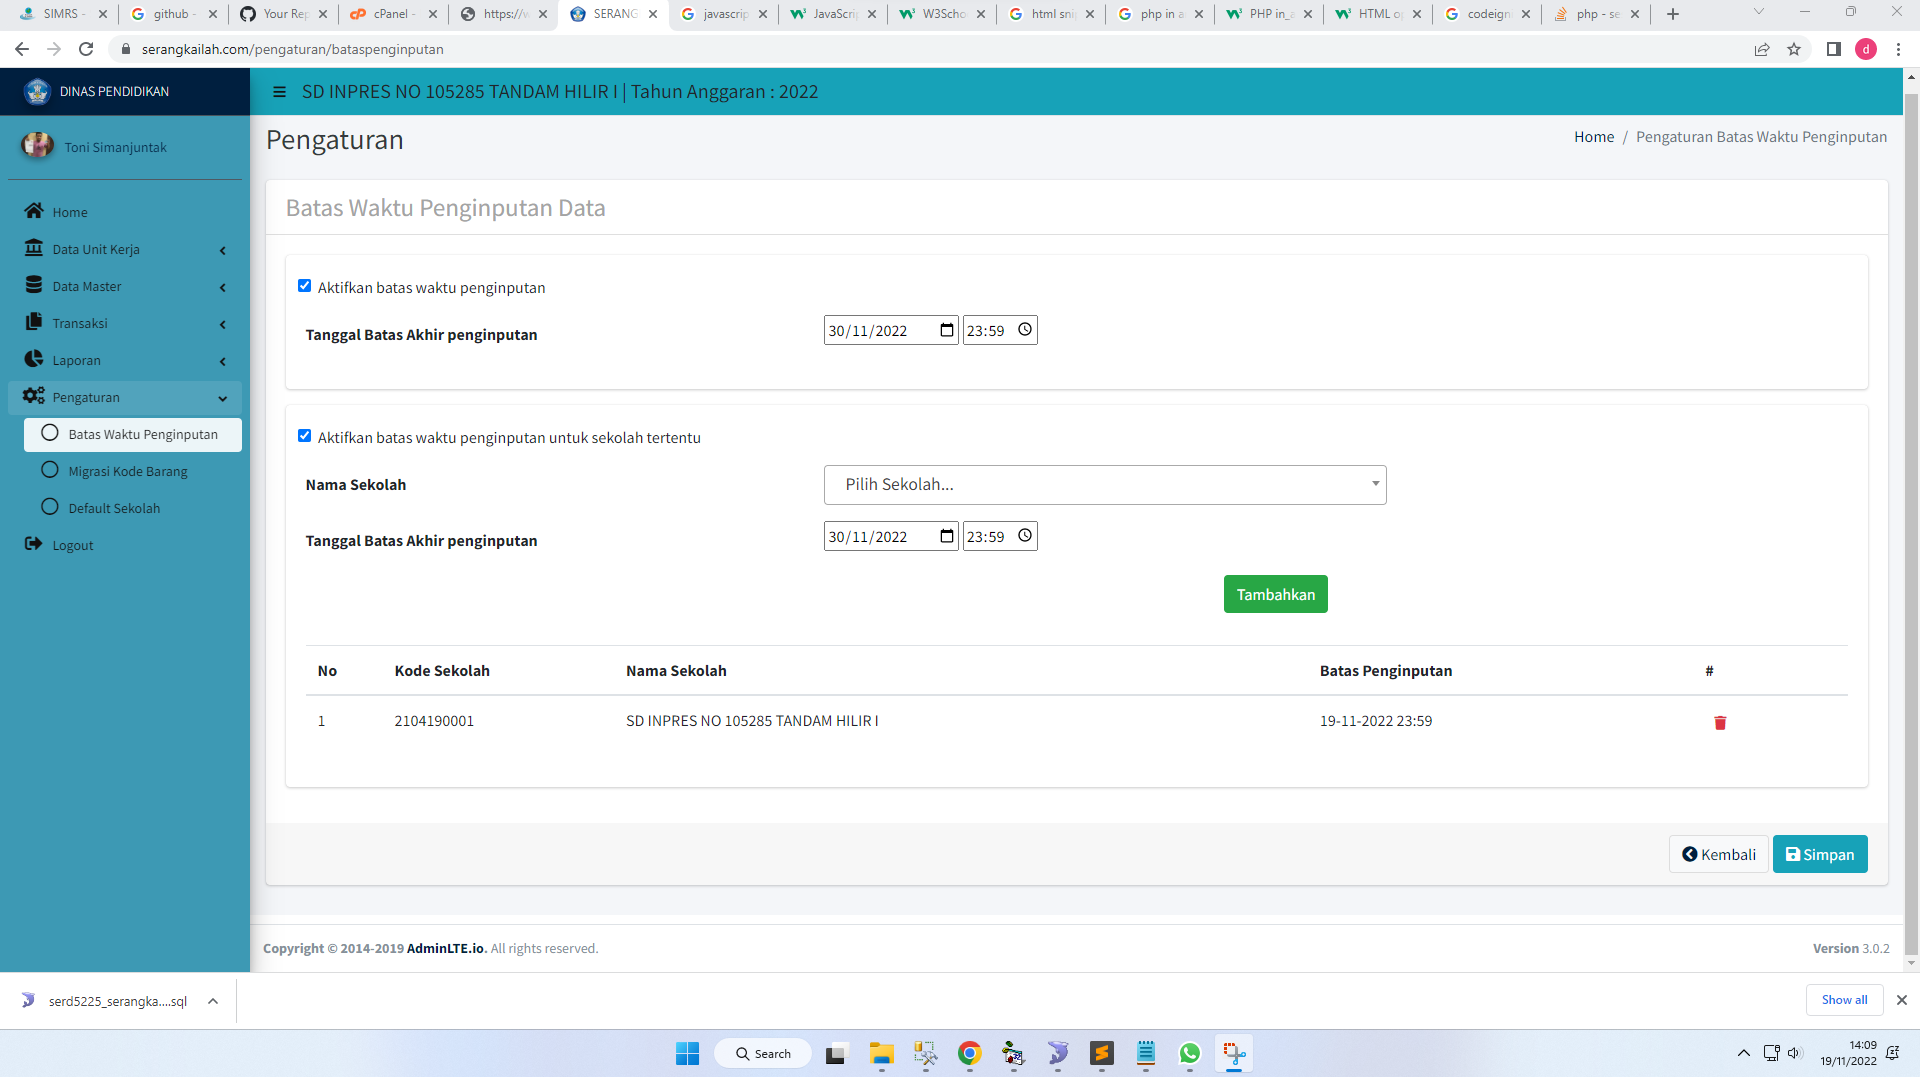 SIMRS -
github -
Your Rep
cPanel -
https://w
SERANG
javascrip
JavaScri
W3Scho
html sni
php in a
PHP in_a
HTML o
codeign
php - se
serangkailah.com/pengaturan/bataspenginputan
d
DINAS PENDIDIKAN
SD INPRES NO 105285 TANDAM HILIR I | Tahun Anggaran : 2022
Toni Simanjuntak
Pengaturan
Home / Pengaturan Batas Waktu Penginputan
Home
Data Unit Kerja
Data Master
Transaksi
Laporan
Pengaturan
Batas Waktu Penginputan
Migrasi Kode Barang
Default Sekolah
Logout
Batas Waktu Penginputan Data
Aktifkan batas waktu penginputan
Tanggal Batas Akhir penginputan 30/11/2022 23:59
Aktifkan batas waktu penginputan untuk sekolah tertentu
Nama Sekolah Pilih Sekolah...
Tanggal Batas Akhir penginputan 30/11/2022 23:59
Tambahkan
No Kode Sekolah Nama Sekolah Batas Penginputan #
1 2104190001 SD INPRES NO 105285 TANDAM HILIR I 19-11-2022 23:59
Kembali Simpan
Copyright © 2014-2019 AdminLTE.io. All rights reserved. Version 3.0.2
serd5225_serangka....sql
Show all
Search
14:09
19/11/2022